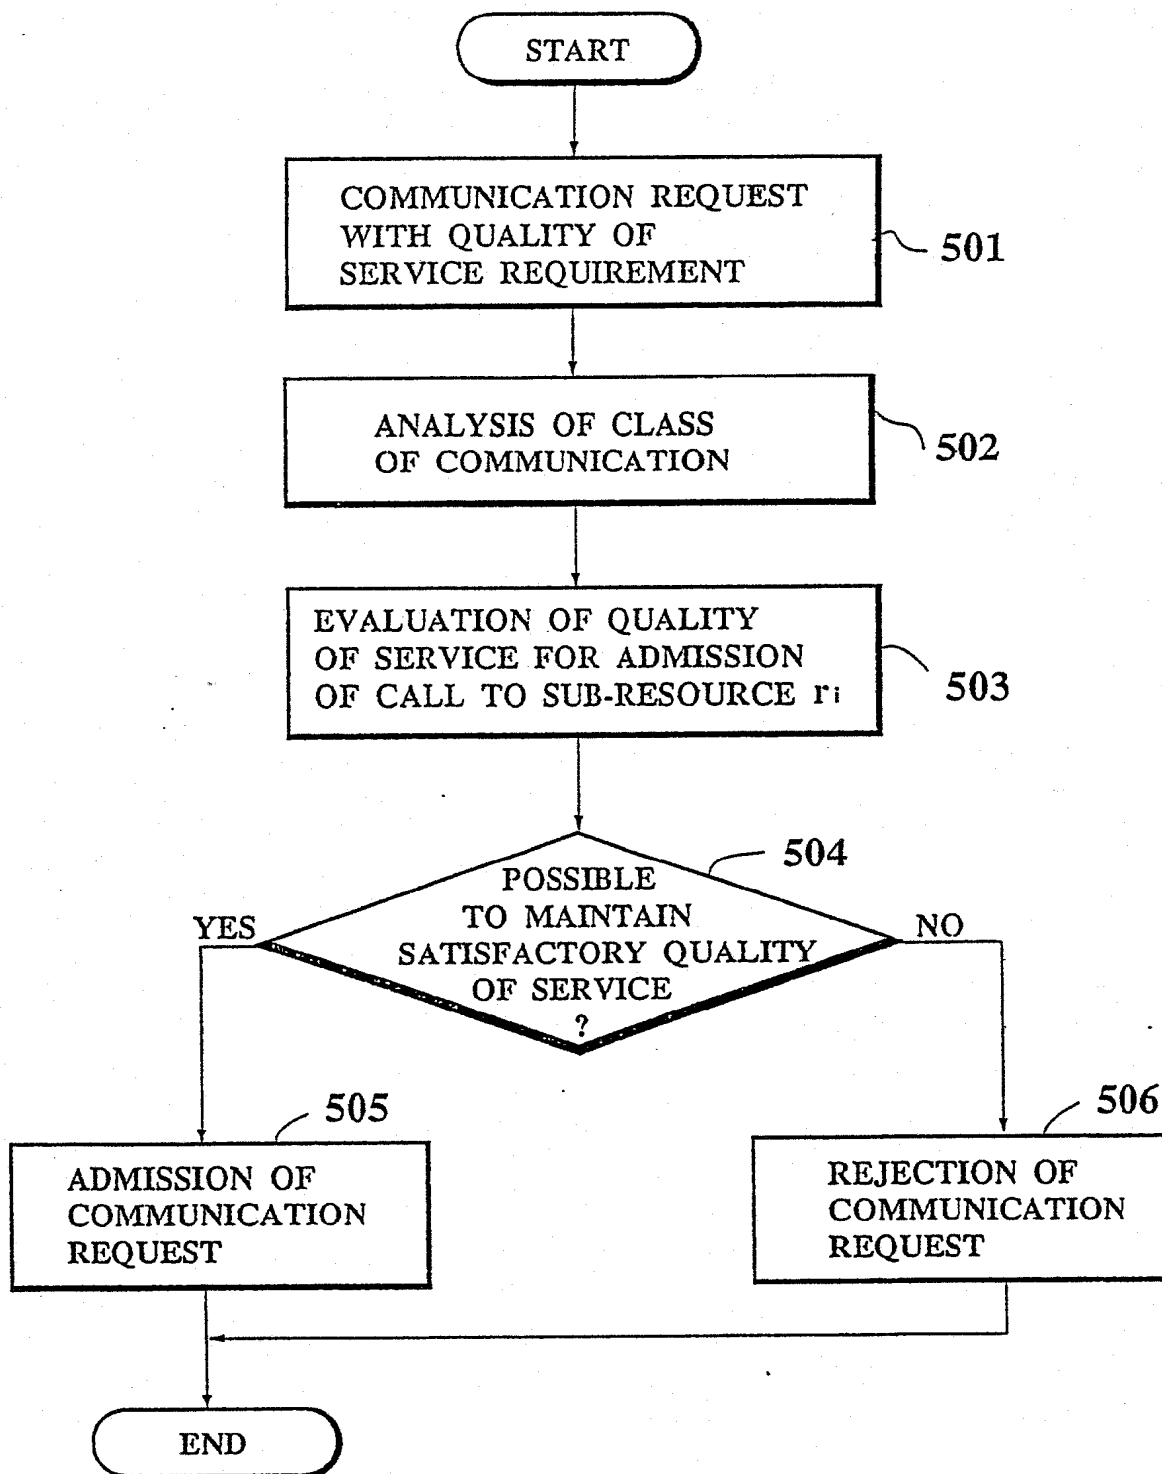 START
COMMUNICATION REQUEST
WITH QUALITY OF
SERVICE REQUIREMENT
501
ANALYSIS OF CLASS
OF COMMUNICATION
502
EVALUATION OF QUALITY
OF SERVICE FOR ADMISSION
OF CALL TO SUB-RESOURCE ri
503
504
POSSIBLE
TO MAINTAIN
SATISFACTORY QUALITY
OF SERVICE
?
YES
NO
505
ADMISSION OF
COMMUNICATION
REQUEST
506
REJECTION OF
COMMUNICATION
REQUEST
END